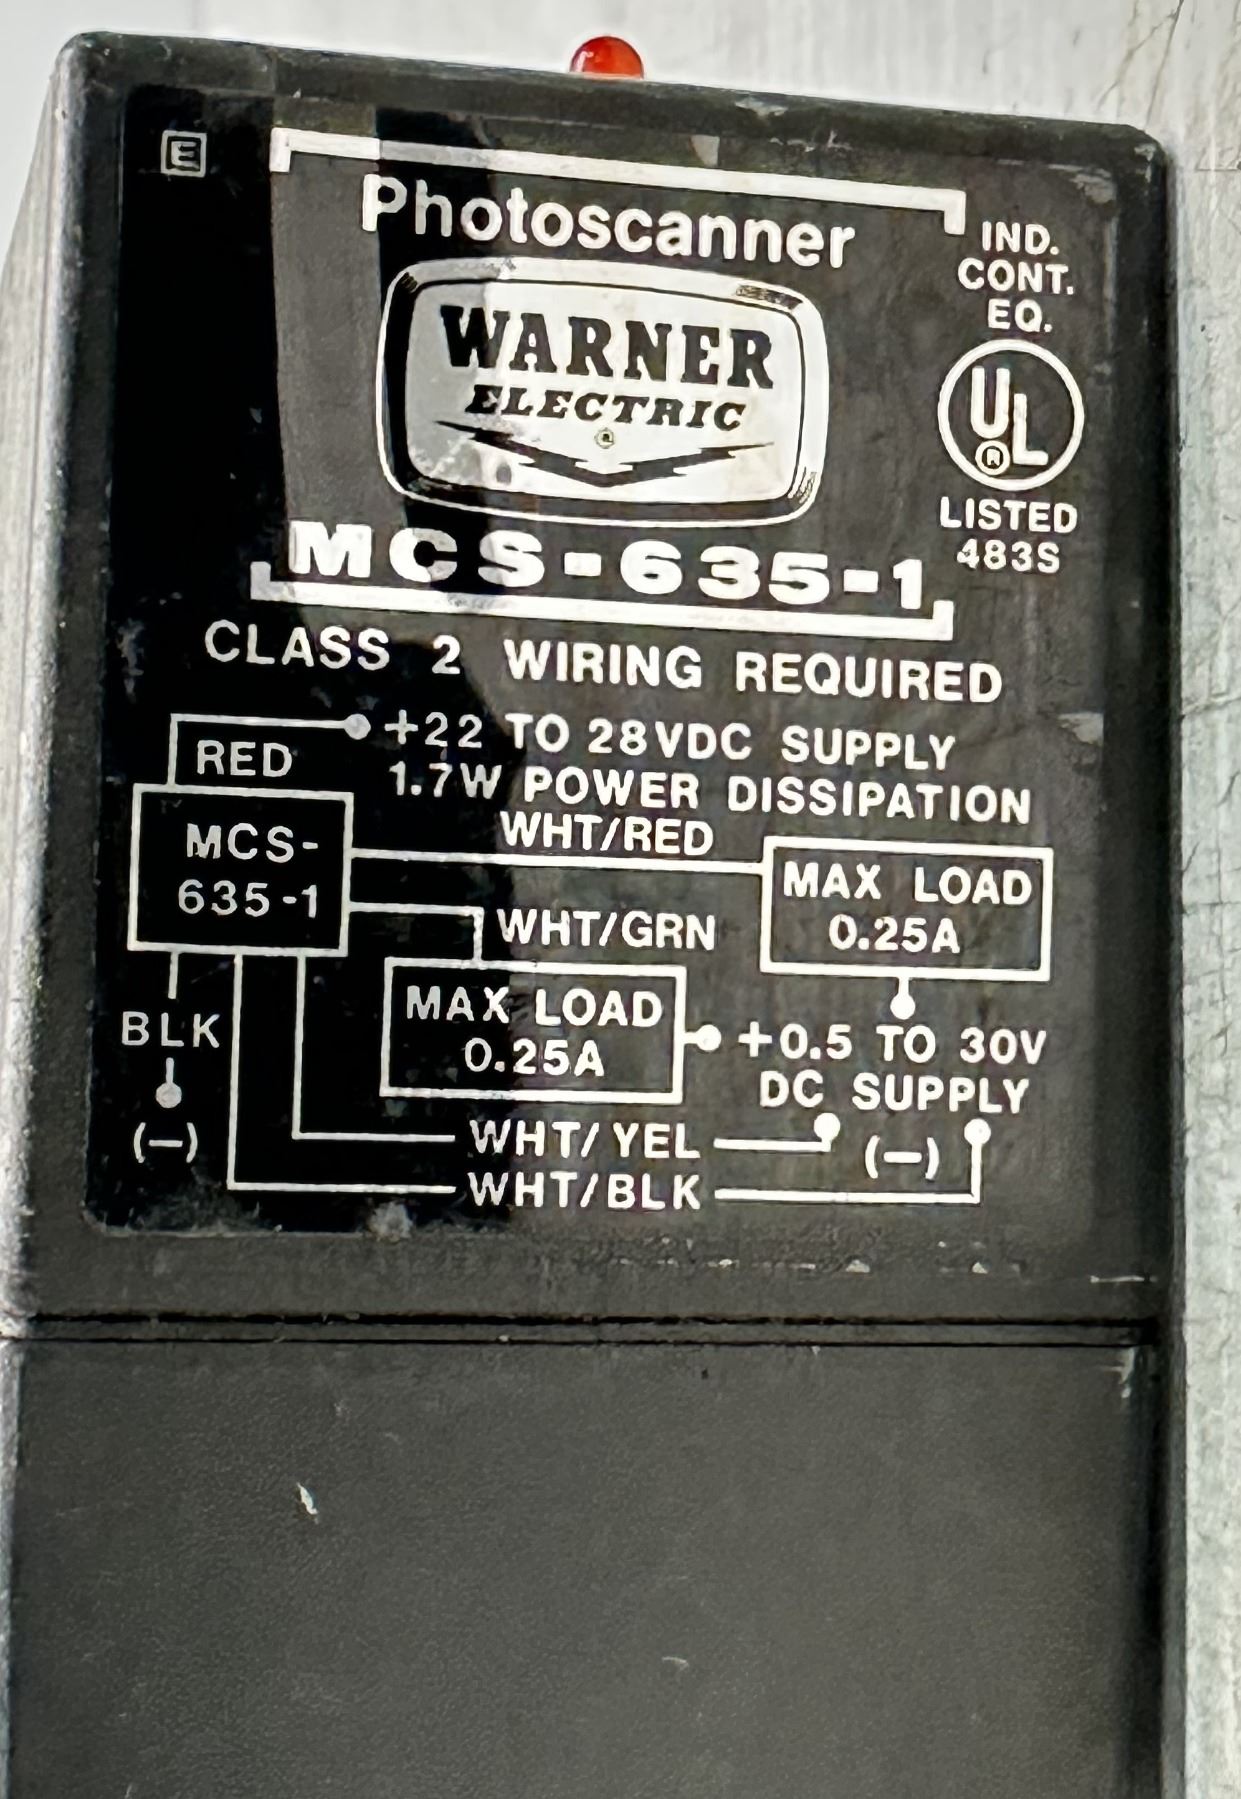 E
Photoscanner
IND.
CONT.
EQ.
WARNER
ELECTRIC
®
UL
®
LISTED
483S
MCS-635-1
CLASS 2 WIRING REQUIRED
RED
+22 TO 28VDC SUPPLY
1.7W POWER DISSIPATION
WHT/RED
MCS-
635-1
MAX LOAD
0.25A
WHT/GRN
MAX LOAD
0.25A
BLK
(–)
+0.5 TO 30V
DC SUPPLY
WHT/YEL
(–)
WHT/BLK